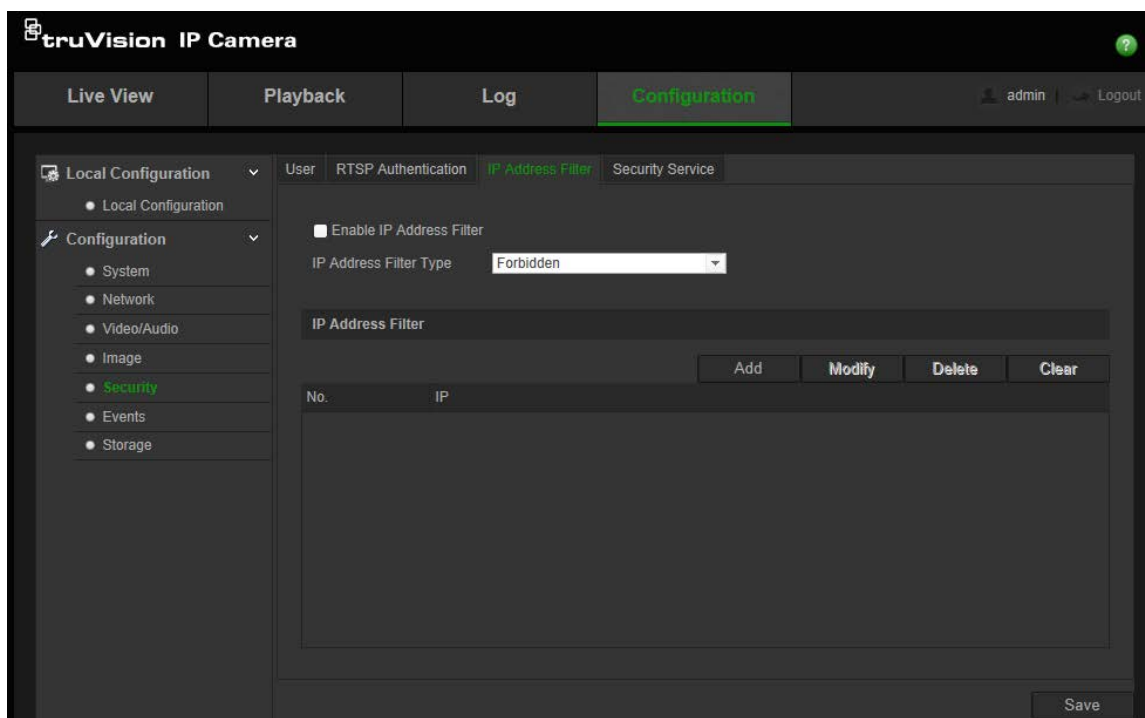 truVision IP Camera
?
Live View Playback Log Configuration admin Logout
Local Configuration
Local Configuration
Configuration
System
Network
Video/Audio
Image
Security
Events
Storage
User RTSP Authentication IP Address Filter Security Service
Enable IP Address Filter
IP Address Filter Type Forbidden
IP Address Filter
Add Modify Delete Clear
No. IP
Save